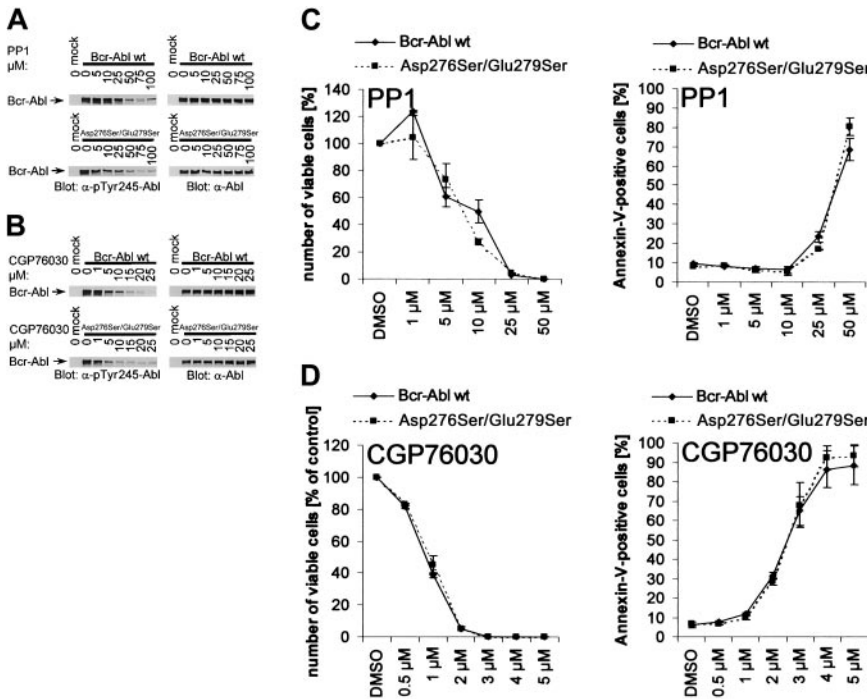 A
PP1
µM:
0 mock
Bcr-Abl wt
0 5 10 25 50 75 100
0 mock
Bcr-Abl wt
0 5 10 25 50 75 100
Bcr-Abl
0 mock
Asp276Ser/Glu279Ser
0 5 10 25 50 75 100
0 mock
Asp276Ser/Glu279Ser
0 5 10 25 50 75 100
Bcr-Abl
Blot: α-pTyr245-Abl
Blot: α-Abl
B
CGP76030
µM:
0 mock
Bcr-Abl wt
0 1 5 10 15 20 25
0 mock
Bcr-Abl wt
0 1 5 10 15 20 25
Bcr-Abl
CGP76030
µM:
0 mock
Asp276Ser/Glu279Ser
0 1 5 10 15 20 25
0 mock
Asp276Ser/Glu279Ser
0 1 5 10 15 20 25
Bcr-Abl
Blot: α-pTyr245-Abl
Blot: α-Abl
C
Bcr-Abl wt
Asp276Ser/Glu279Ser
PP1
number of viable cells [%]
140
120
100
80
60
40
20
0
DMSO
1 µM
5 µM
10 µM
25 µM
50 µM
Bcr-Abl wt
Asp276Ser/Glu279Ser
PP1
Annexin-V-positive cells [%]
100
90
80
70
60
50
40
30
20
10
0
DMSO
1 µM
5 µM
10 µM
25 µM
50 µM
D
Bcr-Abl wt
Asp276Ser/Glu279Ser
CGP76030
number of viable cells [% of control]
120
100
80
60
40
20
0
DMSO
0.5 µM
1 µM
2 µM
3 µM
4 µM
5 µM
Bcr-Abl wt
Asp276Ser/Glu279Ser
CGP76030
Annexin-V-positive cells [%]
100
90
80
70
60
50
40
30
20
10
0
DMSO
0.5 µM
1 µM
2 µM
3 µM
4 µM
5 µM